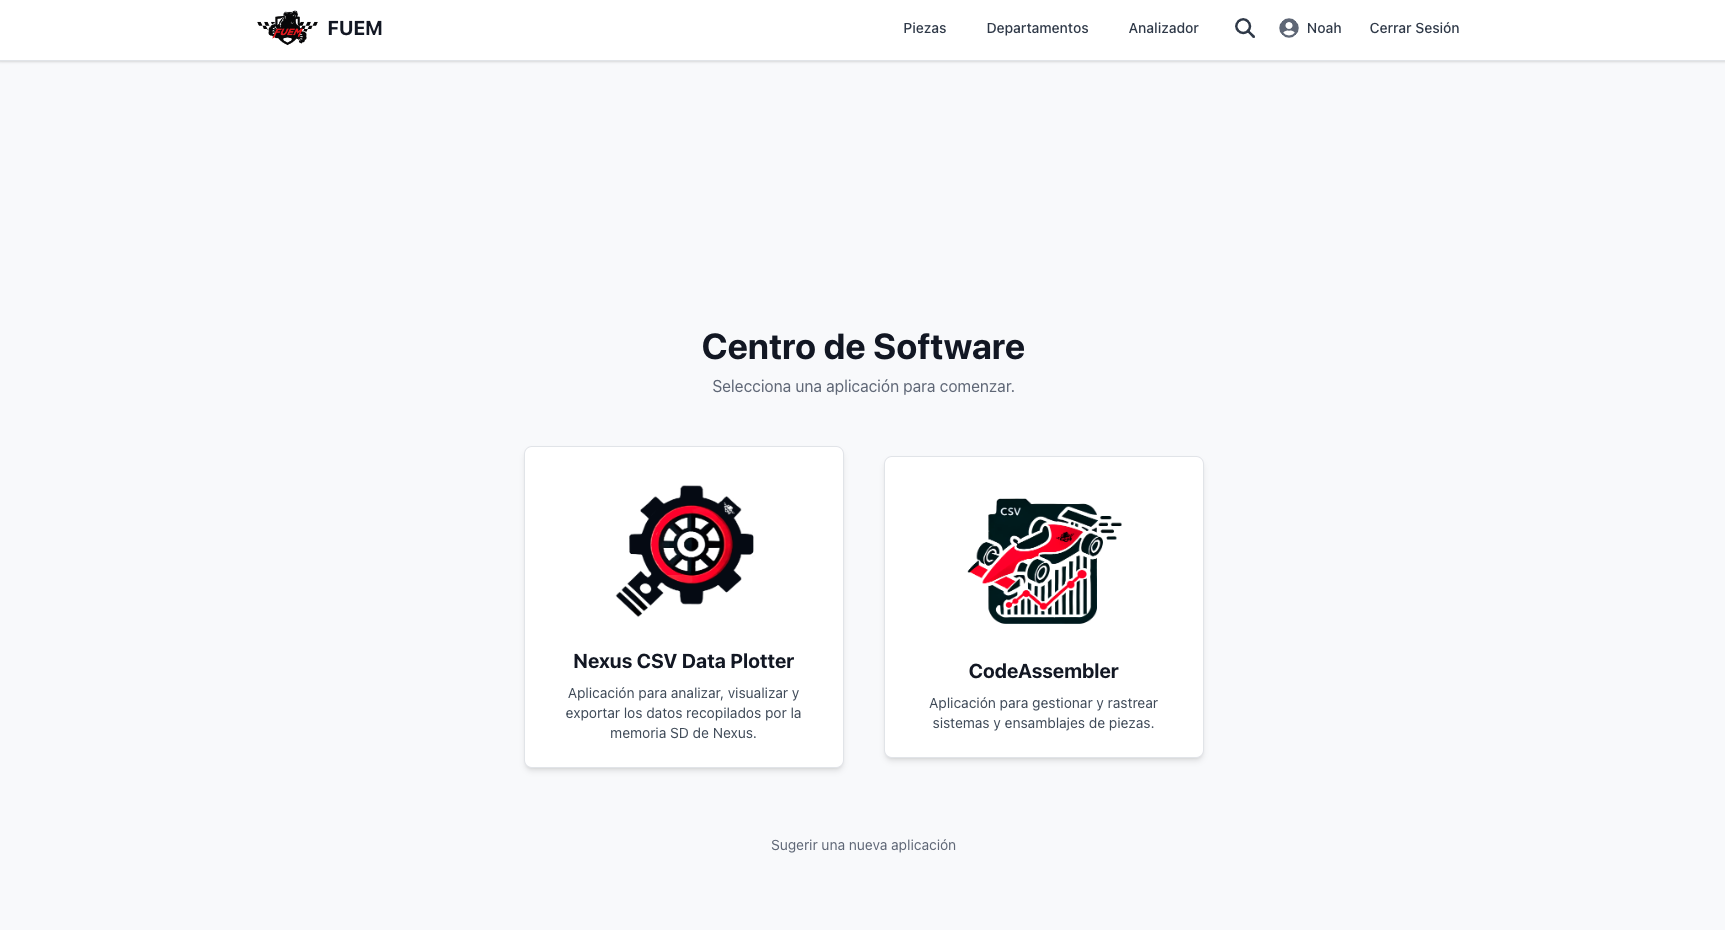 FUEM
FUEM
Piezas
Departamentos
Analizador
Noah
Cerrar Sesión
Centro de Software
Selecciona una aplicación para comenzar.
Nexus CSV Data Plotter
Aplicación para analizar, visualizar y
exportar los datos recopilados por la
memoria SD de Nexus.
CSV
CodeAssembler
Aplicación para gestionar y rastrear
sistemas y ensamblajes de piezas.
Sugerir una nueva aplicación